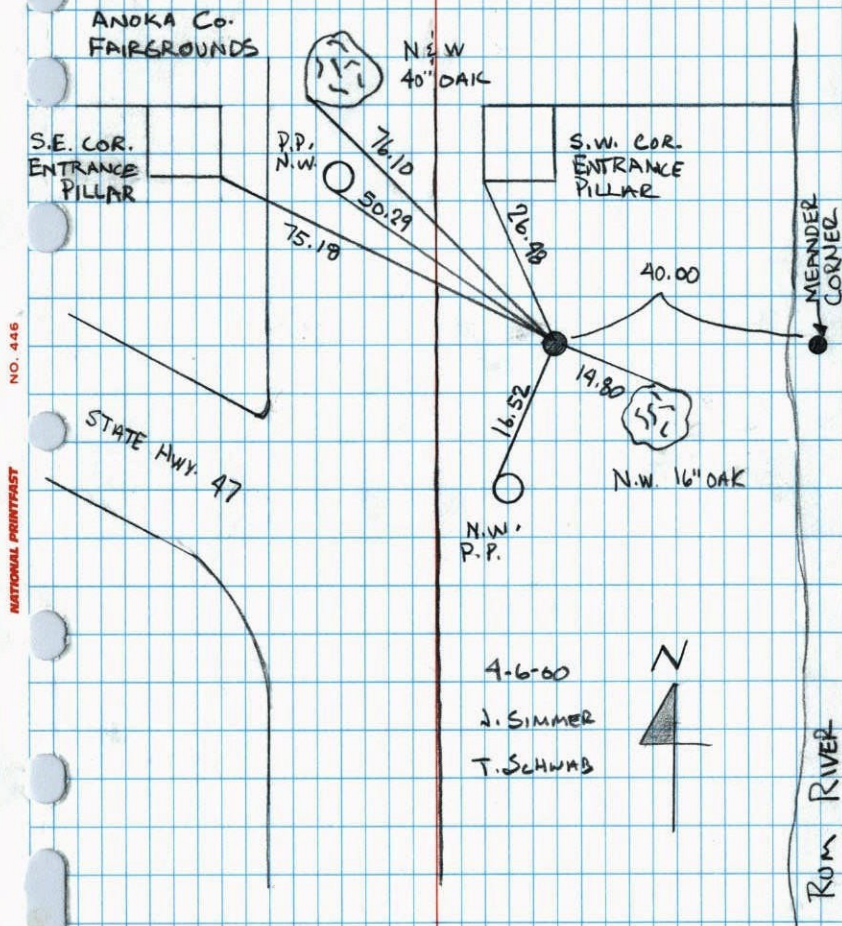 ANOKA CO.
FAIRGROUNDS
N & W
40" OAK
S.E. COR.
ENTRANCE
PILLAR
P.P.
N.W.
76.10
50.29
75.18
S.W. COR.
ENTRANCE
PILLAR
26.48
40.00
MEANDER
CORNER
14.80
16.52
N.W. 16" OAK
N.W.
P.P.
STATE HWY. 47
NO. 446
NATIONAL PRINTFAST
4-6-00
J. SIMMER
T. SCHWAB
N
RUM RIVER